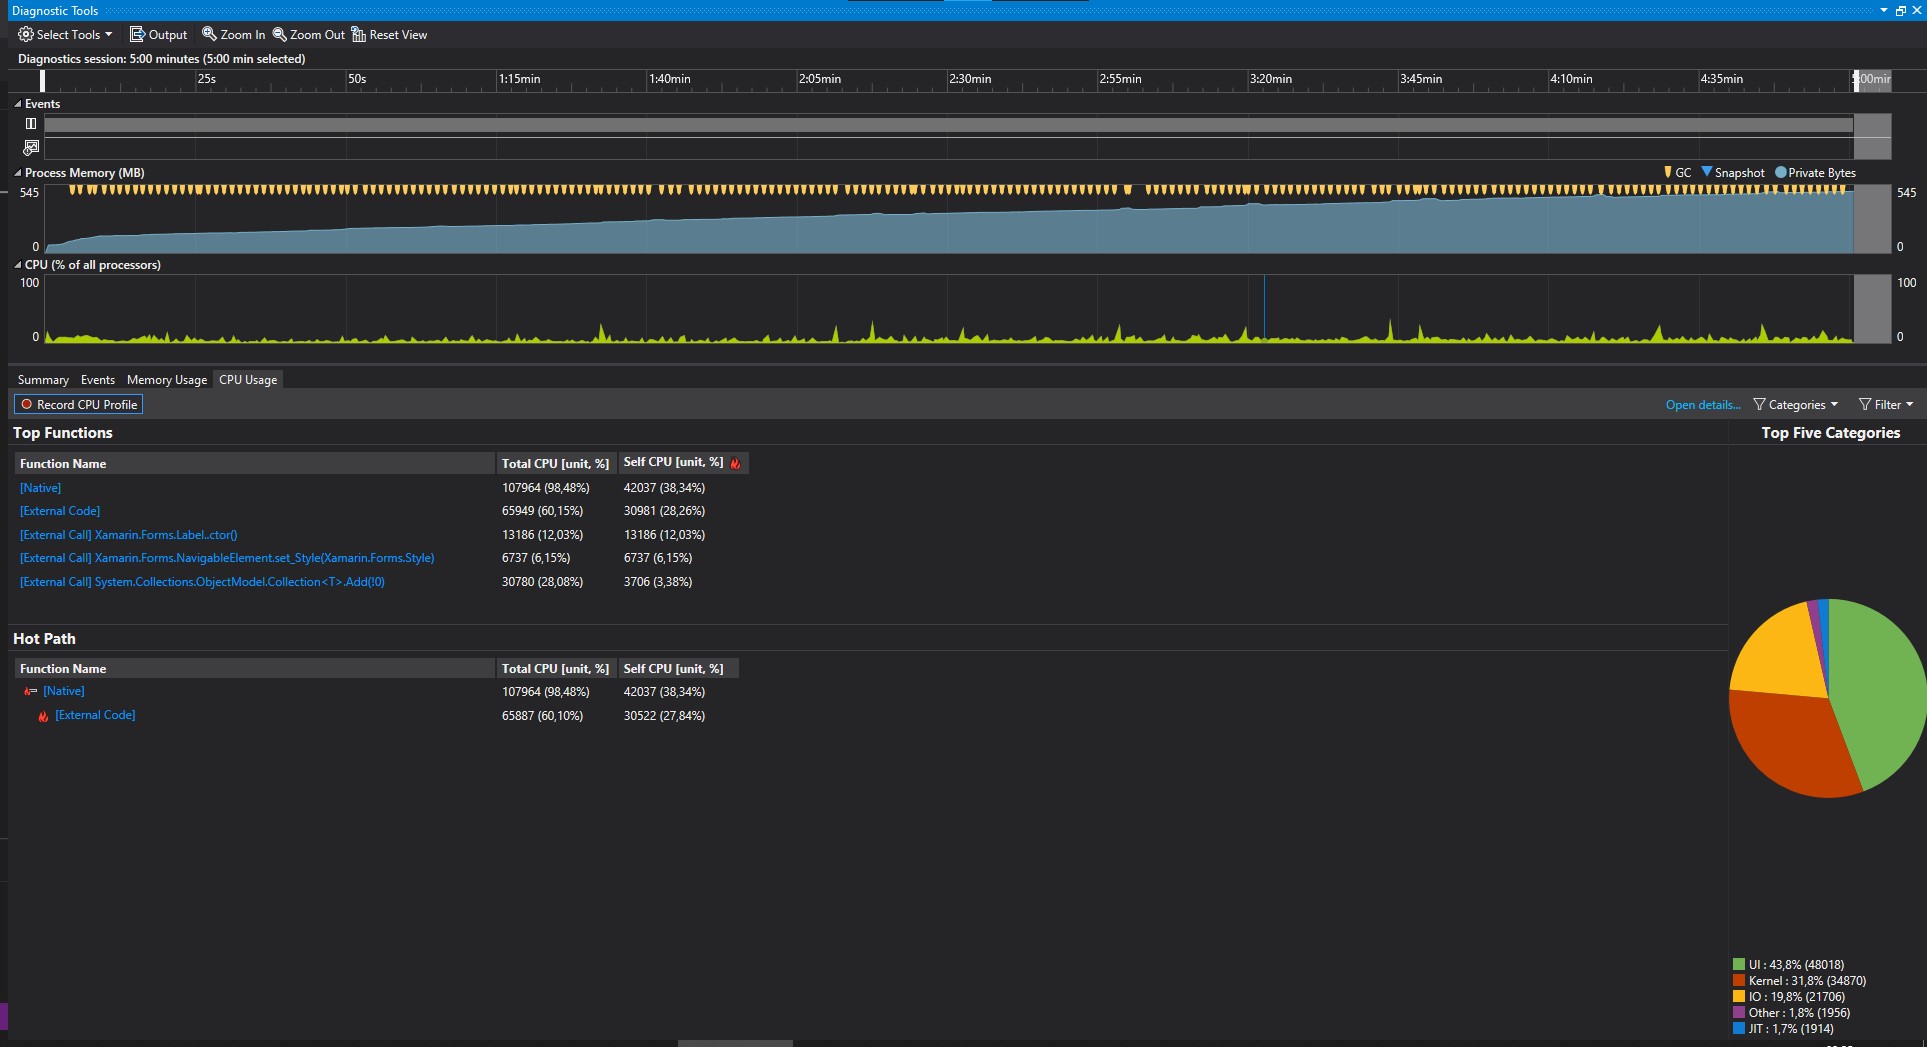 Diagnostic Tools
Select Tools Output Zoom In Zoom Out Reset View
Diagnostics session: 5:00 minutes (5:00 min selected)
25s 50s 1:15min 1:40min 2:05min 2:30min 2:55min 3:20min 3:45min 4:10min 4:35min 5:00min
Events
Process Memory (MB) GC Snapshot Private Bytes
545 545
0 0
CPU (% of all processors)
100 100
0 0
Summary Events Memory Usage CPU Usage
Record CPU Profile Open details... Categories Filter
Top Functions Top Five Categories
Function Name Total CPU [unit, %] Self CPU [unit, %]
[Native] 107964 (98,48%) 42037 (38,34%)
[External Code] 65949 (60,15%) 30981 (28,26%)
[External Call] Xamarin.Forms.Label..ctor() 13186 (12,03%) 13186 (12,03%)
[External Call] Xamarin.Forms.NavigableElement.set_Style(Xamarin.Forms.Style) 6737 (6,15%) 6737 (6,15%)
[External Call] System.Collections.ObjectModel.Collection<T>.Add(!0) 30780 (28,08%) 3706 (3,38%)
Hot Path
Function Name Total CPU [unit, %] Self CPU [unit, %]
[Native] 107964 (98,48%) 42037 (38,34%)
[External Code] 65887 (60,10%) 30522 (27,84%)
UI : 43,8% (48018)
Kernel : 31,8% (34870)
IO : 19,8% (21706)
Other : 1,8% (1956)
JIT : 1,7% (1914)